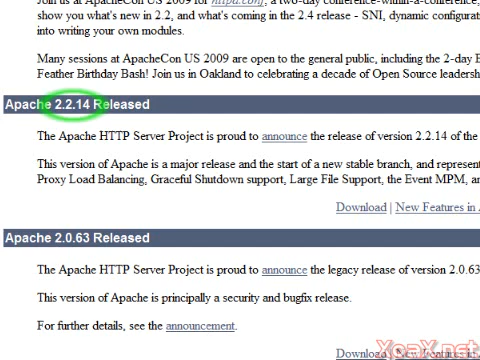 Join us at ApacheCon US 2009 for httpd.conf, a two-day conference-within-a-conference,
show you what's new in 2.2, and what's coming in the 2.4 release - SNI, dynamic configurat
into writing your own modules.
Many sessions at ApacheCon US 2009 are open to the general public, including the 2-day B
Feather Birthday Bash! Join us in Oakland to celebrating a decade of Open Source leadersh
Apache 2.2.14 Released
The Apache HTTP Server Project is proud to announce the release of version 2.2.14 of the
This version of Apache is a major release and the start of a new stable branch, and represent
Proxy Load Balancing, Graceful Shutdown support, Large File Support, the Event MPM, an
Download | New Features in A
Apache 2.0.63 Released
The Apache HTTP Server Project is proud to announce the legacy release of version 2.0.63
This version of Apache is principally a security and bugfix release.
For further details, see the announcement.
Download | New Features in
XoaX.net